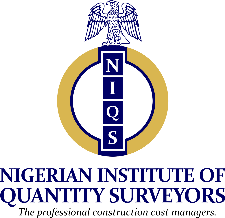 N
I
Q
S
NIGERIAN INSTITUTE OF
QUANTITY SURVEYORS
The professional construction cost managers.